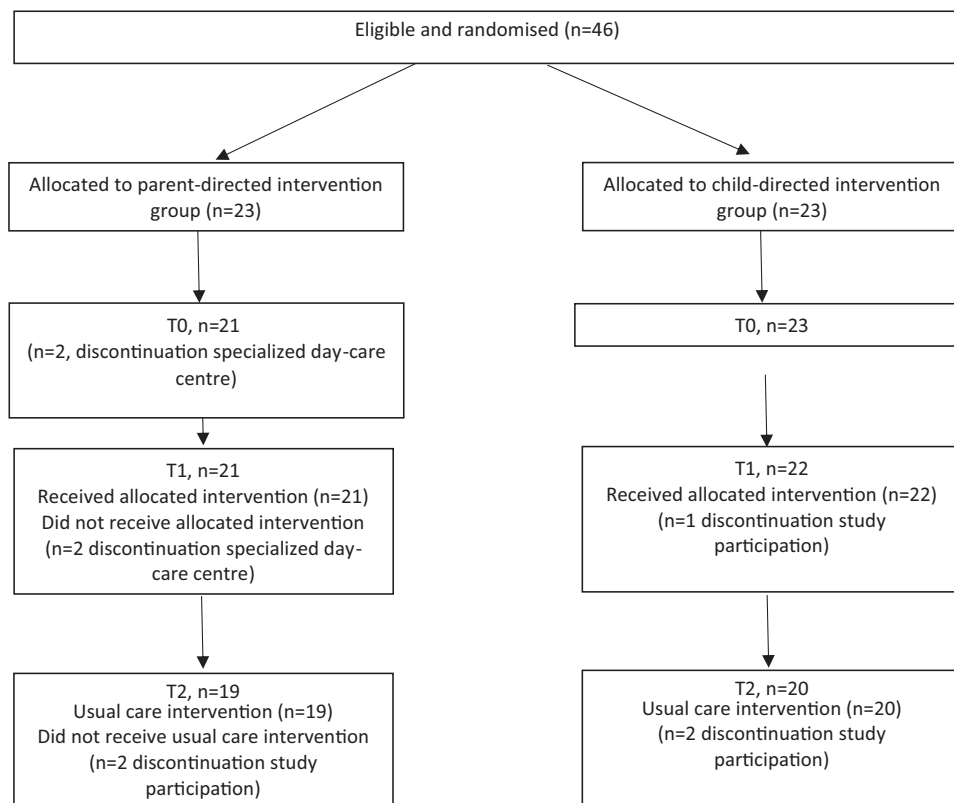 Eligible and randomised (n=46)
Allocated to parent-directed intervention
group (n=23)
Allocated to child-directed intervention
group (n=23)
T0, n=21
(n=2, discontinuation specialized day-care
centre)
T0, n=23
T1, n=21
Received allocated intervention (n=21)
Did not receive allocated intervention
(n=2 discontinuation specialized day-
care centre)
T1, n=22
Received allocated intervention (n=22)
(n=1 discontinuation study
participation)
T2, n=19
Usual care intervention (n=19)
Did not receive usual care intervention
(n=2 discontinuation study
participation)
T2, n=20
Usual care intervention (n=20)
(n=2 discontinuation study
participation)